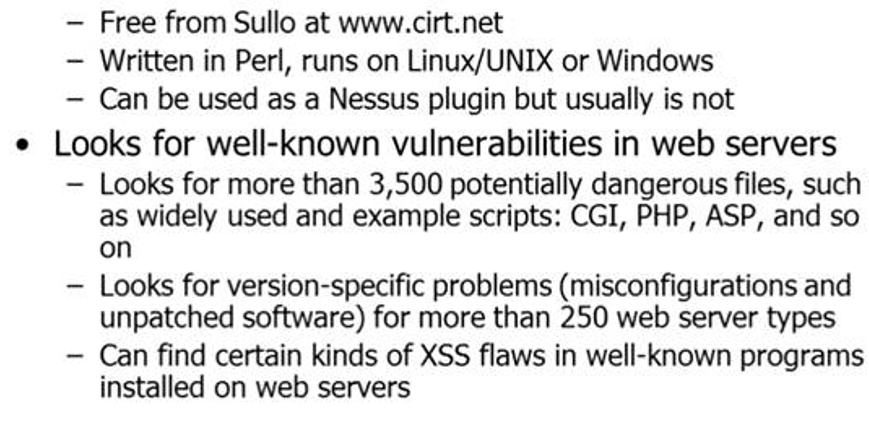 – Free from Sullo at www.cirt.net
– Written in Perl, runs on Linux/UNIX or Windows
– Can be used as a Nessus plugin but usually is not
• Looks for well-known vulnerabilities in web servers
– Looks for more than 3,500 potentially dangerous files, such
as widely used and example scripts: CGI, PHP, ASP, and so
on
– Looks for version-specific problems (misconfigurations and
unpatched software) for more than 250 web server types
– Can find certain kinds of XSS flaws in well-known programs
installed on web servers